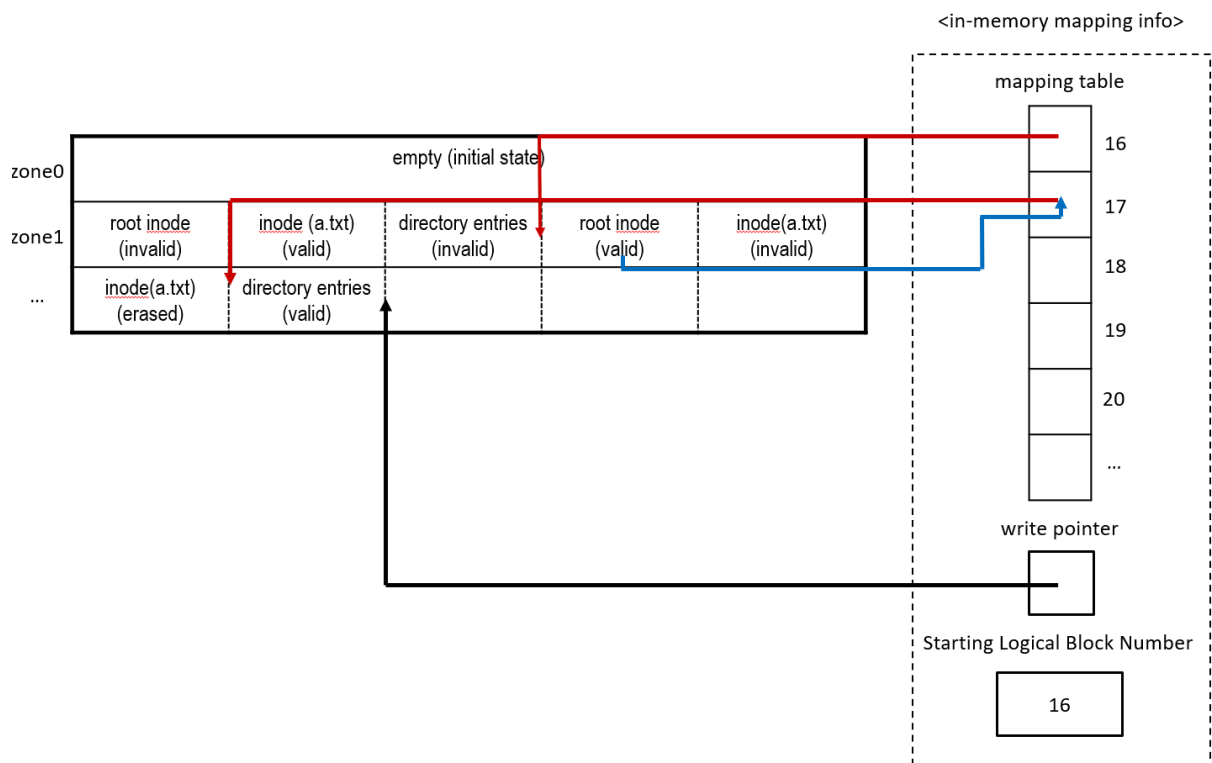 <in-memory mapping info>
mapping table
16
17
18
19
20
...
zone0
empty (initial state)
zone1
root inode
(invalid)
inode (a.txt)
(valid)
directory entries
(invalid)
root inode
(valid)
inode(a.txt)
(invalid)
...
inode(a.txt)
(erased)
directory entries
(valid)
write pointer
Starting Logical Block Number
16